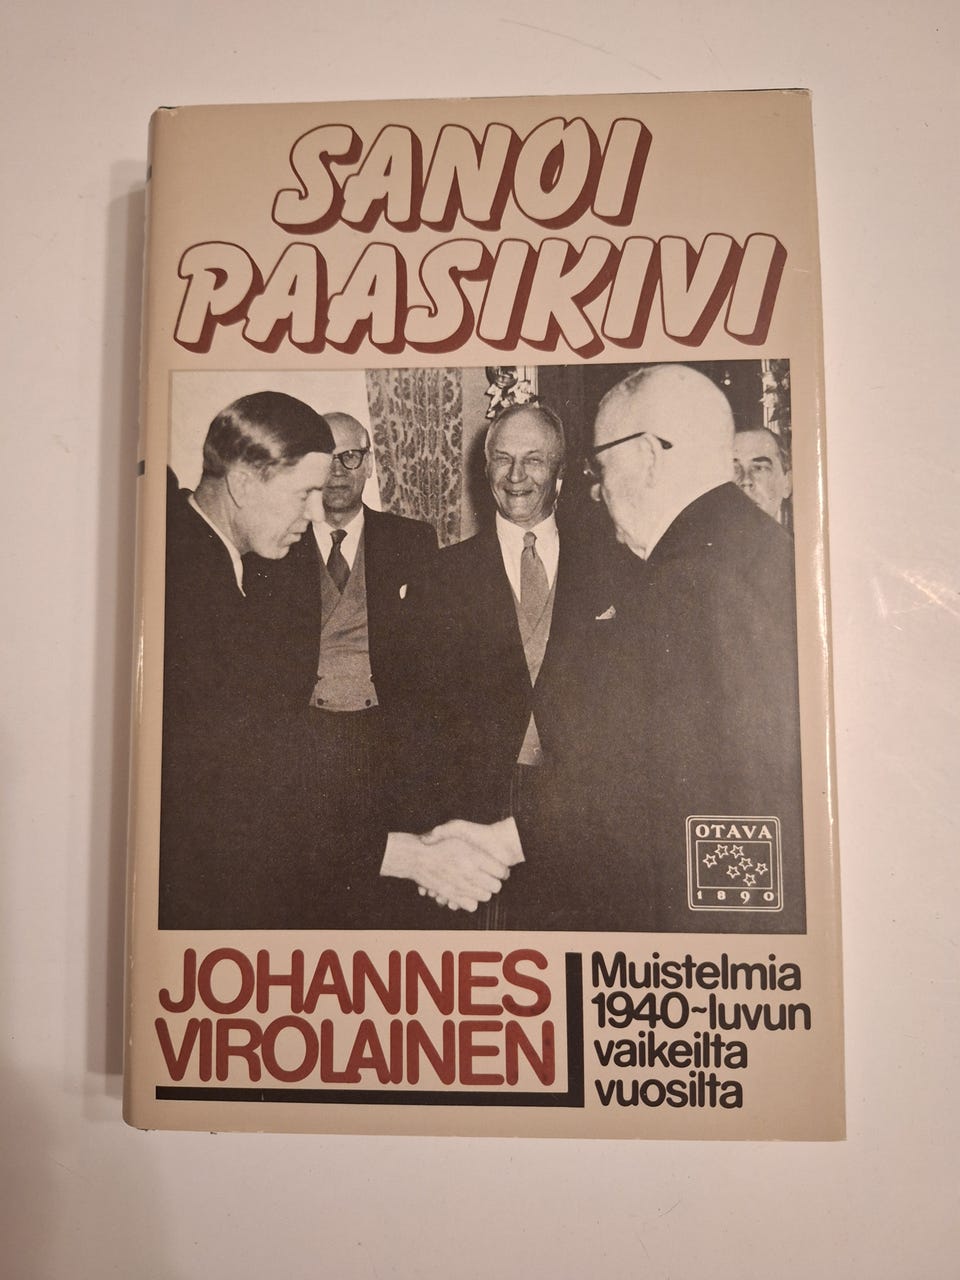 SANOI
PAASIKIVI
OTAVA
1890
JOHANNES
VIROLAINEN
Muistelmia
1940-luvun
vaikeilta
vuosilta